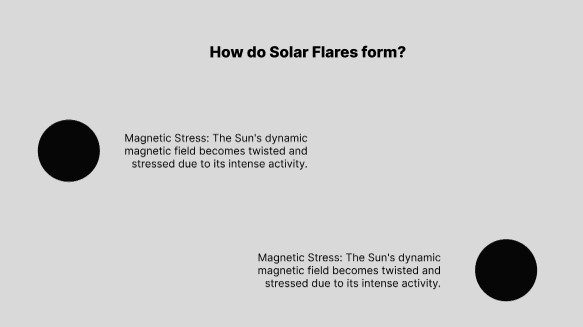 How do Solar Flares form?
Magnetic Stress: The Sun's dynamic
magnetic field becomes twisted and
stressed due to its intense activity.
Magnetic Stress: The Sun's dynamic
magnetic field becomes twisted and
stressed due to its intense activity.